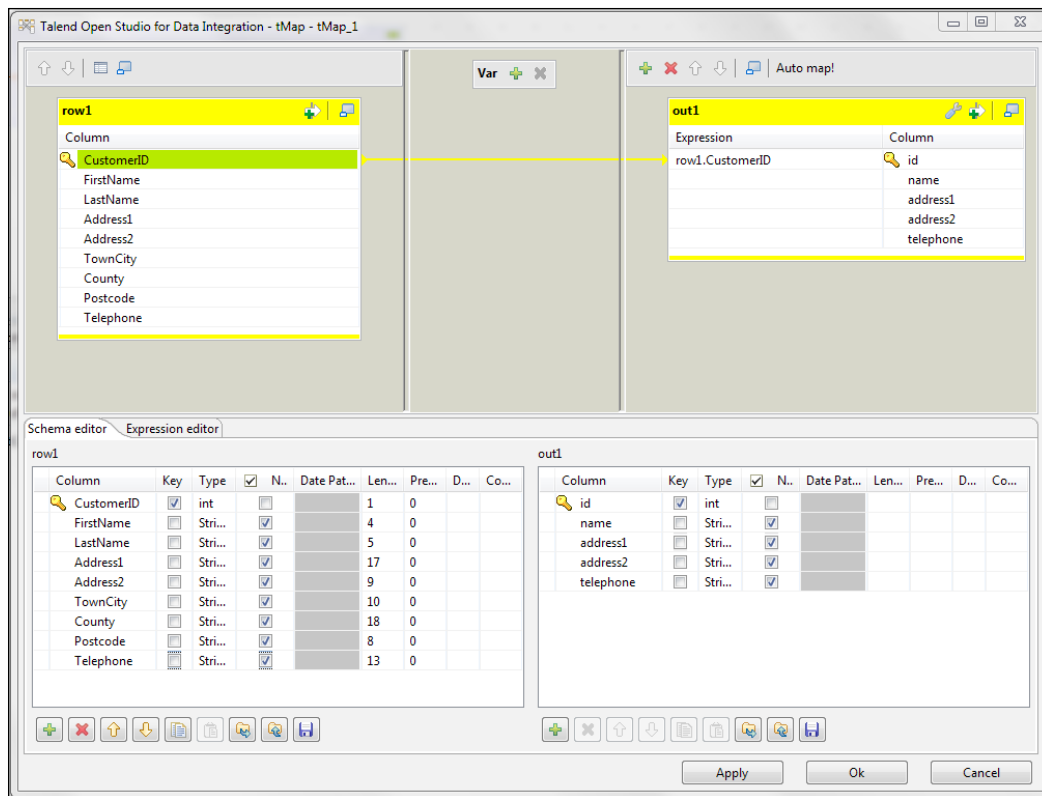 Talend Open Studio for Data Integration - tMap - tMap_1
Var
Auto map!
row1
Column
CustomerID
FirstName
LastName
Address1
Address2
TownCity
County
Postcode
Telephone
out1
Expression Column
row1.CustomerID id
name
address1
address2
telephone
Schema editor Expression editor
row1
Column Key Type N.. Date Pat... Len... Pre... D... Co...
CustomerID int 1 0
FirstName Stri... 4 0
LastName Stri... 5 0
Address1 Stri... 17 0
Address2 Stri... 9 0
TownCity Stri... 10 0
County Stri... 18 0
Postcode Stri... 8 0
Telephone Stri... 13 0
out1
Column Key Type N.. Date Pat... Len... Pre... D... Co...
id int
name Stri...
address1 Stri...
address2 Stri...
telephone Stri...
Apply Ok Cancel